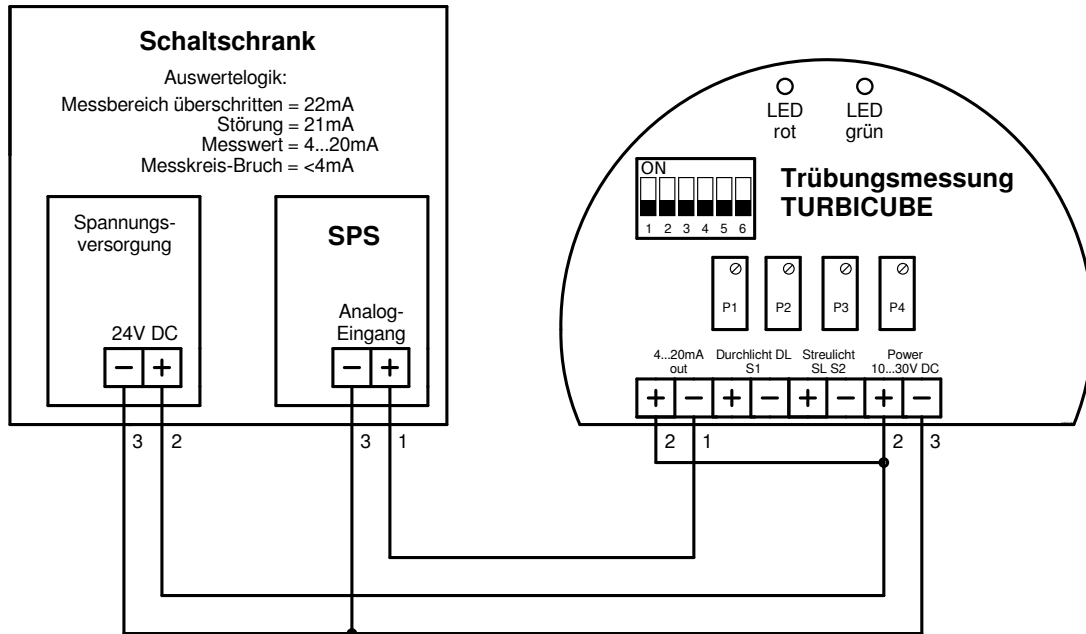 Schaltschrank
Auswertelogik:
Messbereich überschritten = 22mA
Störung = 21mA
Messwert = 4...20mA
Messkreis-Bruch = <4mA
Spannungs-
versorgung
24V DC
− +
SPS
Analog-
Eingang
− +
3 2 3 1
LED
rot
LED
grün
ON
1 2 3 4 5 6
Trübungsmessung
TURBICUBE
P1 P2 P3 P4
4...20mA
out
Durchlicht DL
S1
Streulicht
SL S2
Power
10...30V DC
+ − + − + − + −
2 1 2 3